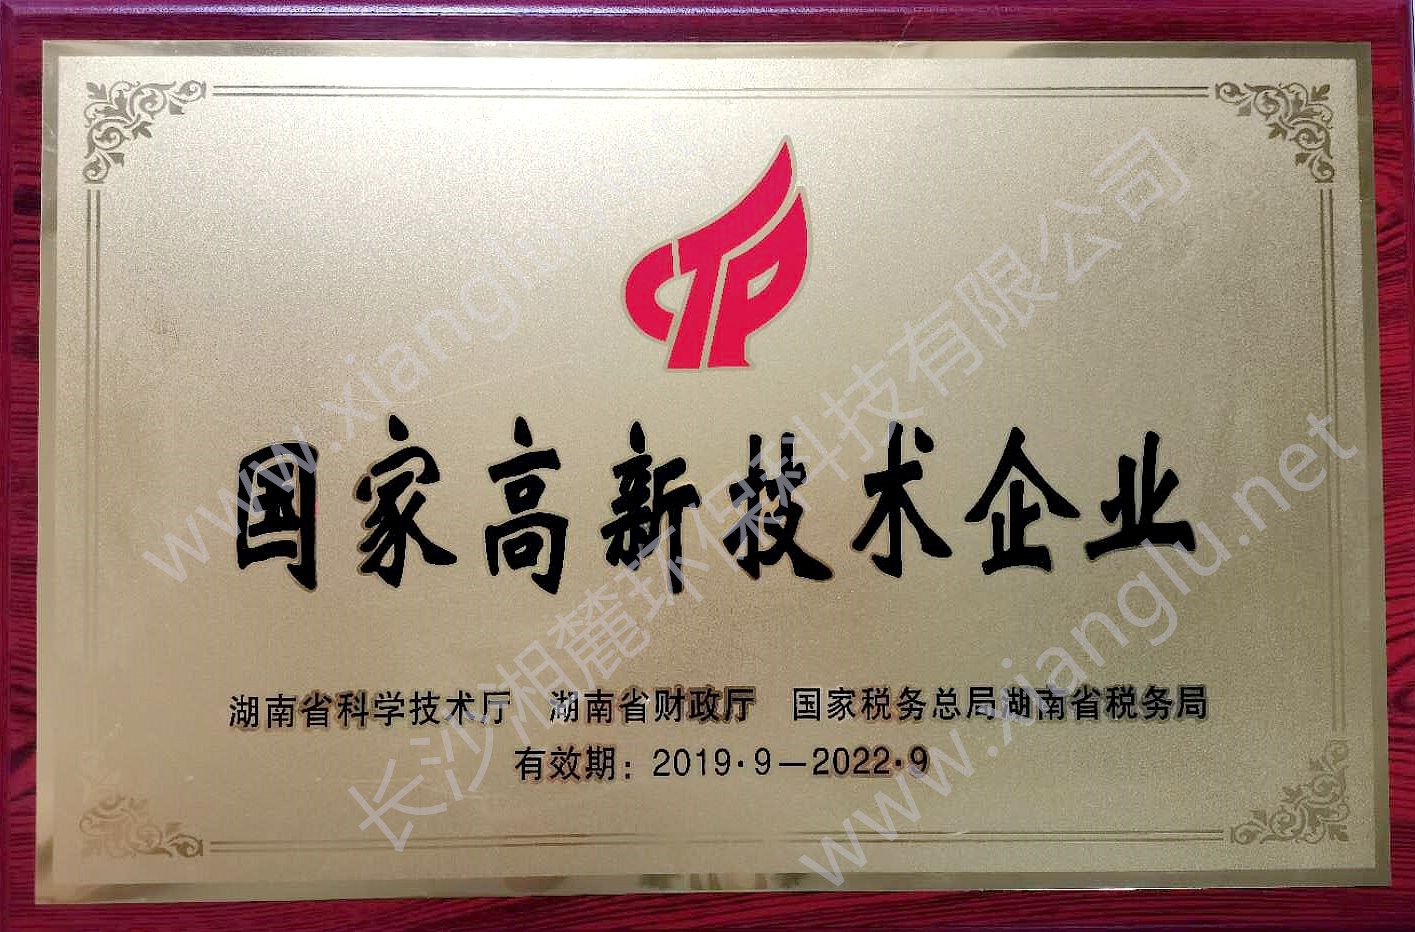 CTP
国家高新技术企业
湖南省科学技术厅 湖南省财政厅 国家税务总局湖南省税务局
有效期：2019·9－2022·9
www.xianglu.net
长沙湘麓环保科技有限公司
www.xianglu.net